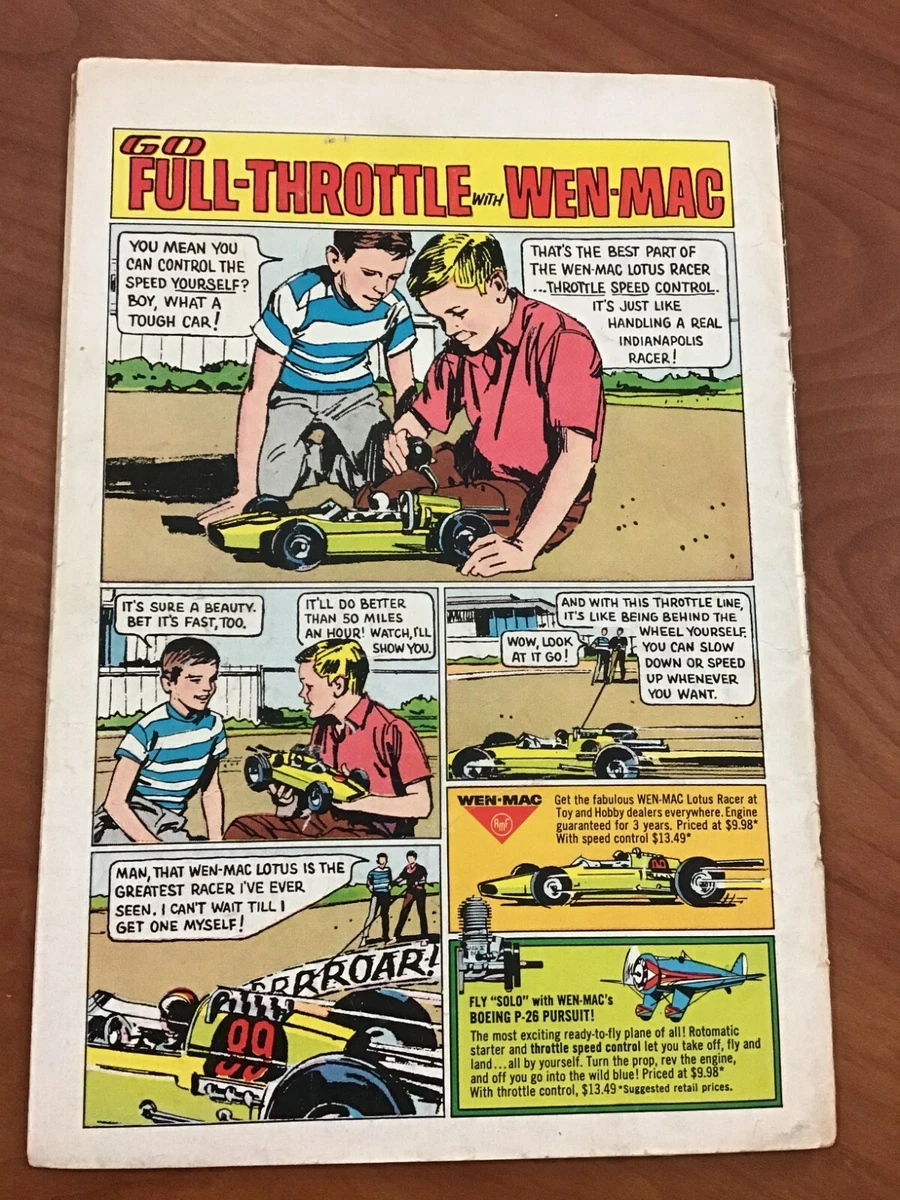 GO
FULL-THROTTLE WITH WEN-MAC
YOU MEAN YOU
CAN CONTROL THE
SPEED YOURSELF?
BOY, WHAT A
TOUGH CAR!
THAT'S THE BEST PART OF
THE WEN-MAC LOTUS RACER
...THROTTLE SPEED CONTROL.
IT'S JUST LIKE
HANDLING A REAL
INDIANAPOLIS
RACER!
IT'S SURE A BEAUTY.
BET IT'S FAST, TOO.
IT'LL DO BETTER
THAN 50 MILES
AN HOUR! WATCH, I'LL
SHOW YOU.
AND WITH THIS THROTTLE LINE,
IT'S LIKE BEING BEHIND THE
WHEEL YOURSELF.
YOU CAN SLOW
DOWN OR SPEED
UP WHENEVER
YOU WANT.
WOW, LOOK
AT IT GO!
MAN, THAT WEN-MAC LOTUS IS THE
GREATEST RACER I'VE EVER
SEEN. I CAN'T WAIT TILL I
GET ONE MYSELF!
RRRROAR!
99
WEN-MAC
AMF
Get the fabulous WEN-MAC Lotus Racer at
Toy and Hobby dealers everywhere. Engine
guaranteed for 3 years. Priced at $9.98*
With speed control $13.49*
99
FLY "SOLO" with WEN-MAC's
BOEING P-26 PURSUIT!
The most exciting ready-to-fly plane of all! Rotomatic
starter and throttle speed control let you take off, fly and
land...all by yourself. Turn the prop, rev the engine,
and off you go into the wild blue! Priced at $9.98*
With throttle control, $13.49 *Suggested retail prices.